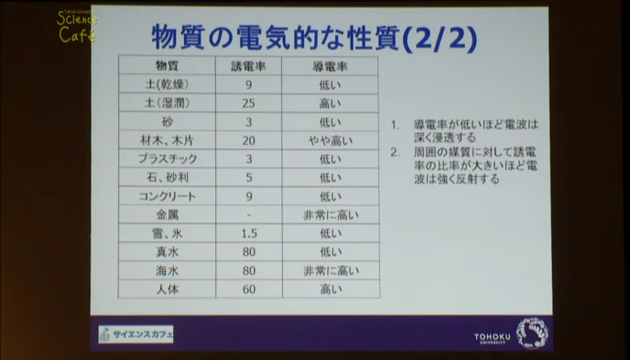 Tohoku University
Science
Café
物質の電気的な性質(2/2)
物質 誘電率 導電率
土(乾燥) 9 低い
土(湿潤) 25 高い
砂 3 低い
材木、木片 20 やや高い
プラスチック 3 低い
石、砂利 5 低い
コンクリート 9 低い
金属 - 非常に高い
雪、氷 1.5 低い
真水 80 低い
海水 80 非常に高い
人体 60 高い
1. 導電率が低いほど電波は
深く浸透する
2. 周囲の媒質に対して誘電
率の比率が大きいほど電
波は強く反射する
サイエンスカフェ
TOHOKU
UNIVERSITY